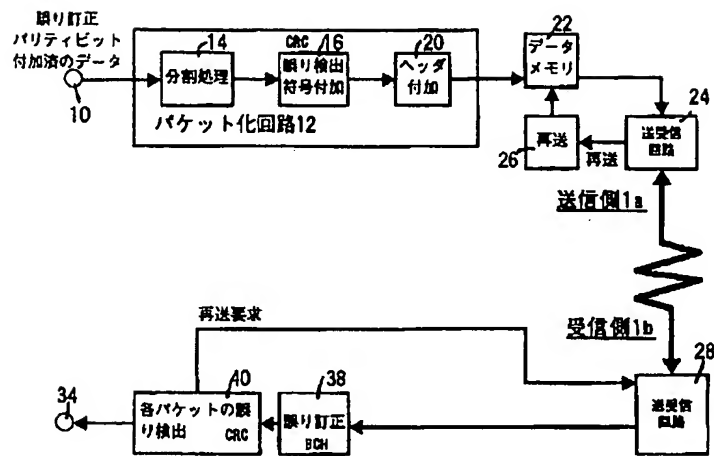 誤り訂正
パリティビット
付加済のデータ
10
14
分割処理
CRC 16
誤り検出
符号付加
20
ヘッダ
付加
パケット化回路12
22
データ
メモリ
26
再送
再送
24
送受信
回路
送信側1a
受信側1b
28
送受信
回路
再送要求
34
40
各パケットの誤
り検出 CRC
38
誤り訂正
BCH